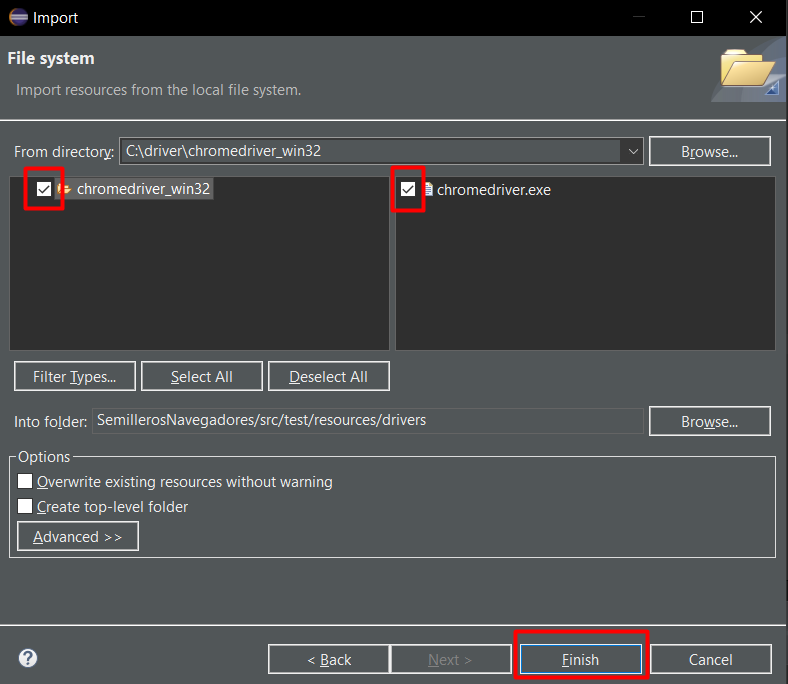 Import
File system
Import resources from the local file system.
From directory: C:\driver\chromedriver_win32 Browse...
chromedriver_win32 chromedriver.exe
Filter Types... Select All Deselect All
Into folder: SemillerosNavegadores/src/test/resources/drivers Browse...
Options
Overwrite existing resources without warning
Create top-level folder
Advanced >>
? < Back Next > Finish Cancel